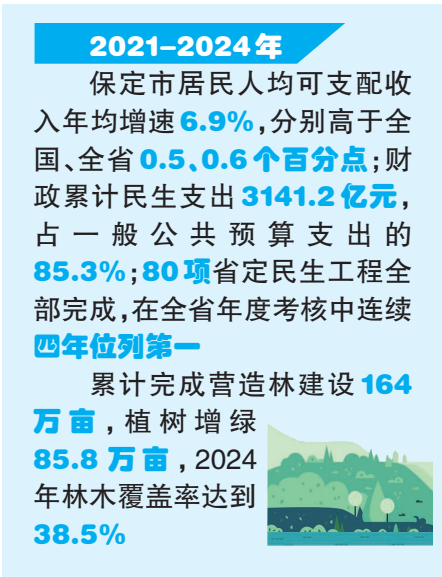 2021–2024年
保定市居民人均可支配收
入年均增速6.9%,分别高于全
国、全省0.5、0.6个百分点;财
政累计民生支出3141.2亿元,
占一般公共预算支出的
85.3%;80项省定民生工程全
部完成,在全省年度考核中连续
四年位列第一
累计完成营造林建设164
万亩,植树增绿
85.8万亩,2024
年林木覆盖率达到
38.5%